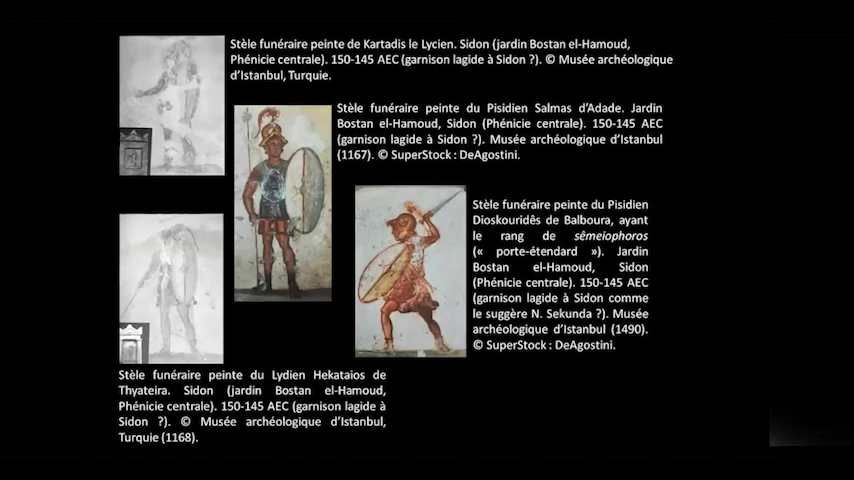 Stèle funéraire peinte de Kartadis le Lycien. Sidon (jardin Bostan el-Hamoud,
Phénicie centrale). 150-145 AEC (garnison lagide à Sidon ?). © Musée archéologique
d'Istanbul, Turquie.
Stèle funéraire peinte du Pisidien Salmas d'Adade. Jardin
Bostan el-Hamoud, Sidon (Phénicie centrale). 150-145 AEC
(garnison lagide à Sidon ?). Musée archéologique d'Istanbul
(1167). © SuperStock : DeAgostini.
Stèle funéraire peinte du Pisidien
Dioskouridês de Balboura, ayant
le rang de sêmeiophoros
(« porte-étendard »). Jardin
Bostan el-Hamoud, Sidon
(Phénicie centrale). 150-145 AEC
(garnison lagide à Sidon comme
le suggère N. Sekunda ?). Musée
archéologique d'Istanbul (1490).
© SuperStock : DeAgostini.
Stèle funéraire peinte du Lydien Hekataios de
Thyateira. Sidon (jardin Bostan el-Hamoud,
Phénicie centrale). 150-145 AEC (garnison lagide à
Sidon ?). © Musée archéologique d'Istanbul,
Turquie (1168).